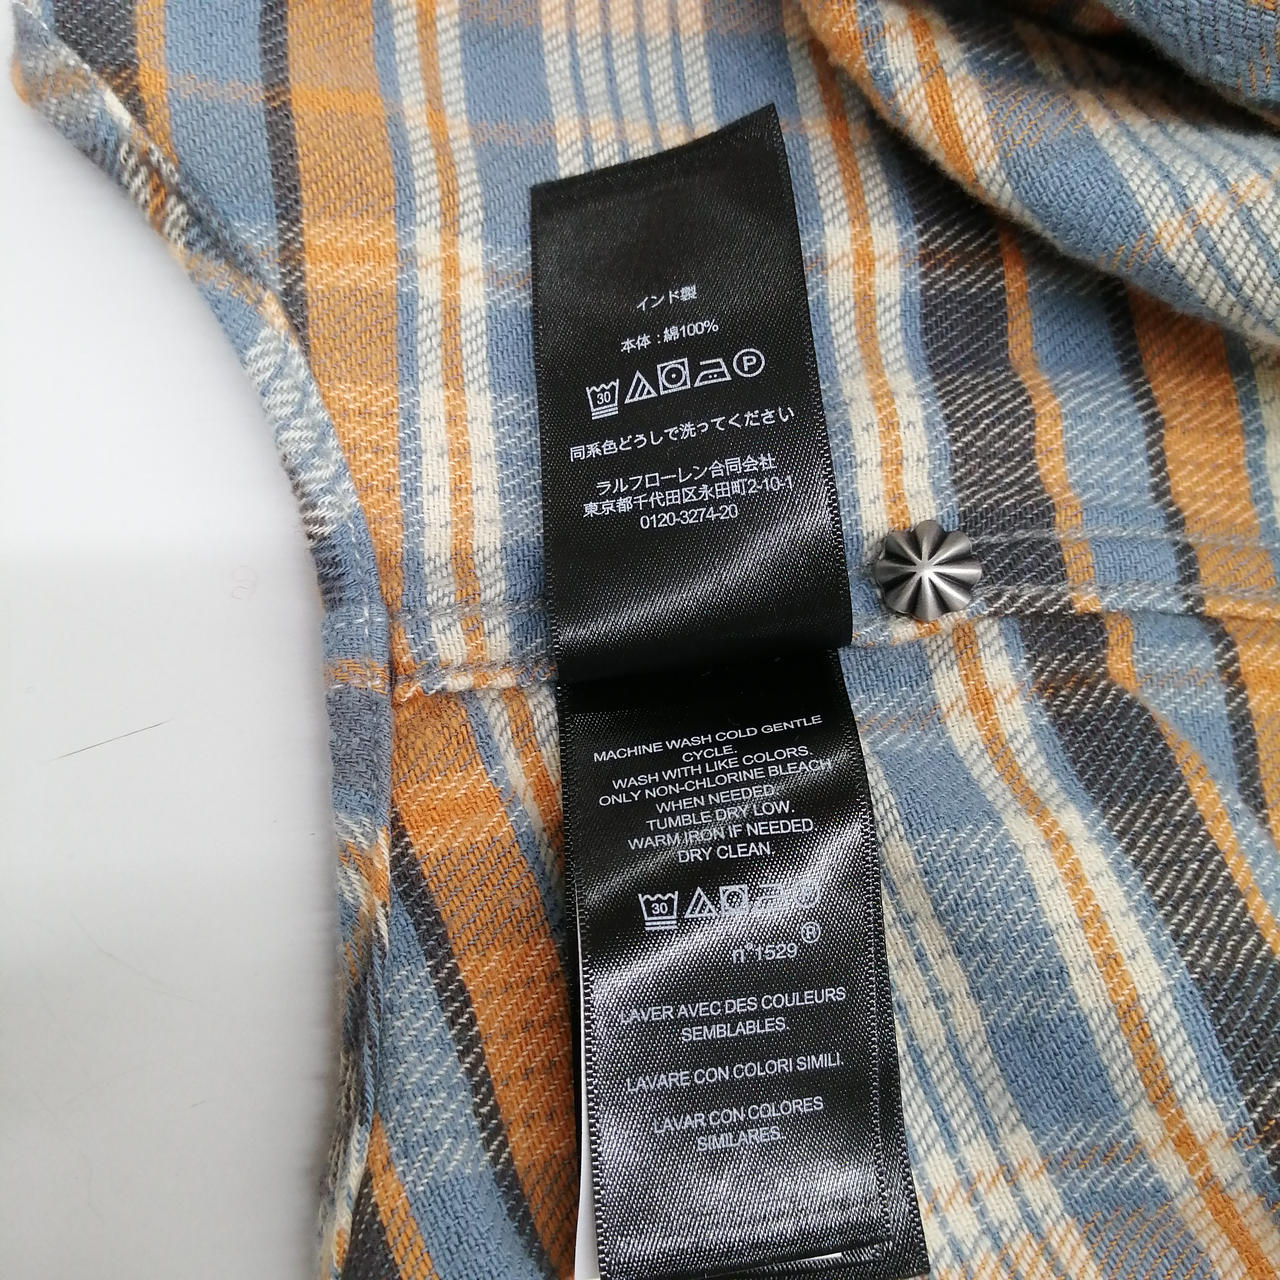 インド製
本体：綿100%
30
P
同系色どうしで洗ってください
ラルフローレン合同会社
東京都千代田区永田町2-10-1
0120-3274-20
MACHINE WASH COLD GENTLE
CYCLE.
WASH WITH LIKE COLORS.
ONLY NON-CHLORINE BLEACH
WHEN NEEDED.
TUMBLE DRY LOW.
WARM IRON IF NEEDED.
DRY CLEAN.
30
n°1529®
LAVER AVEC DES COULEURS
SEMBLABLES.
LAVARE CON COLORI SIMILI.
LAVAR CON COLORES
SIMILARES.